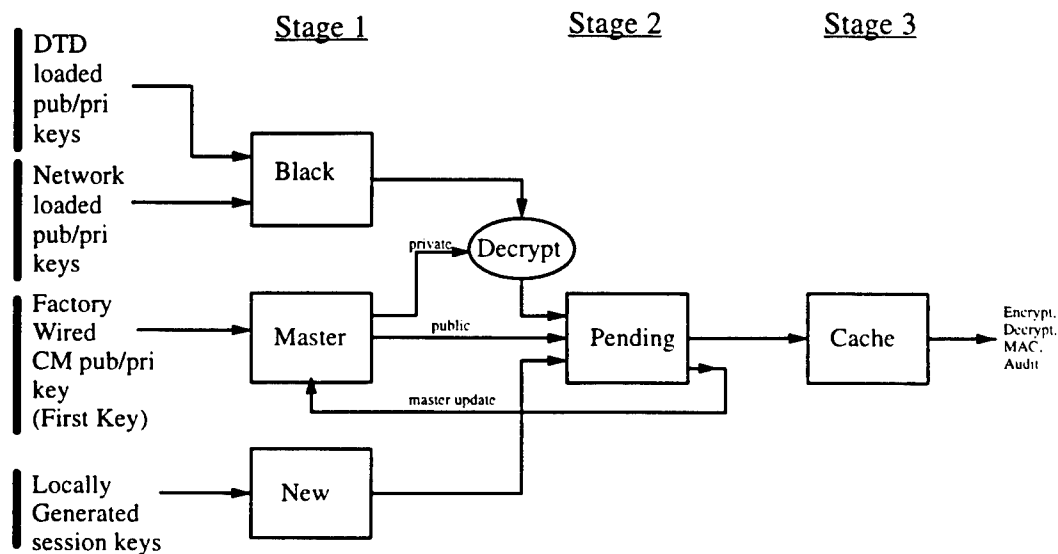 Stage 1
Stage 2
Stage 3
DTD
loaded
pub/pri
keys
Network
loaded
pub/pri
keys
Factory
Wired
CM pub/pri
key
(First Key)
Locally
Generated
session keys
Black
Master
New
private
Decrypt
public
master update
Pending
Cache
Encrypt,
Decrypt,
MAC,
Audit